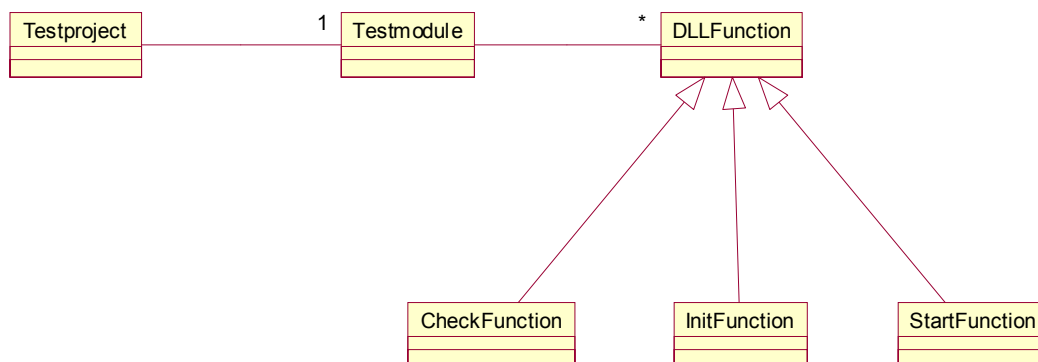 Testproject
1
Testmodule
*
DLLFunction
CheckFunction
InitFunction
StartFunction